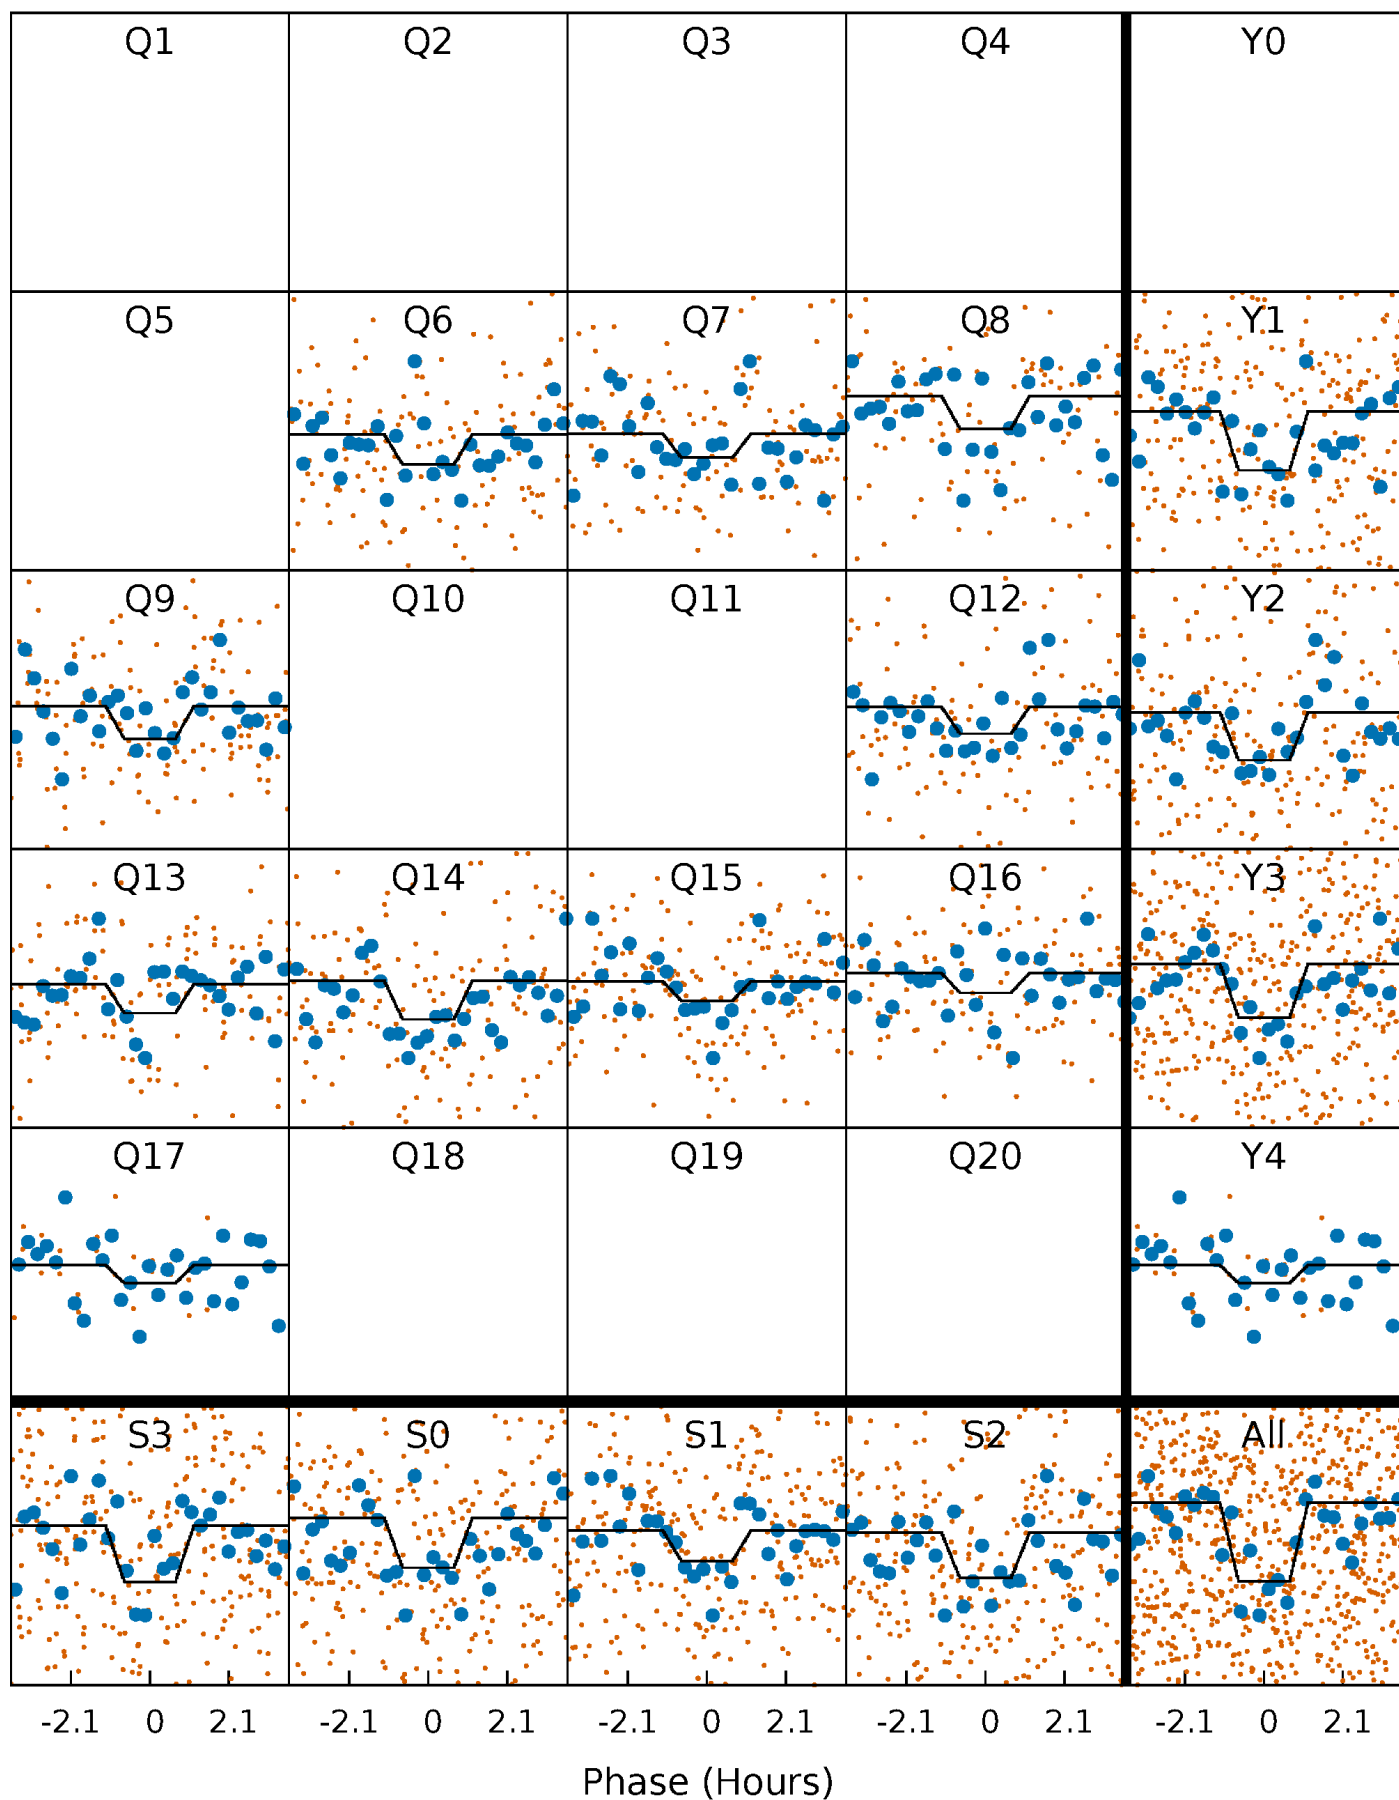 Q1 Q2 Q3 Q4 Y0
Q5 Q6 Q7 Q8 Y1
Q9 Q10 Q11 Q12 Y2
Q13 Q14 Q15 Q16 Y3
Q17 Q18 Q19 Q20 Y4
S3 S0 S1 S2 All
-2.1 0 2.1 -2.1 0 2.1 -2.1 0 2.1 -2.1 0 2.1 -2.1 0 2.1
Phase (Hours)